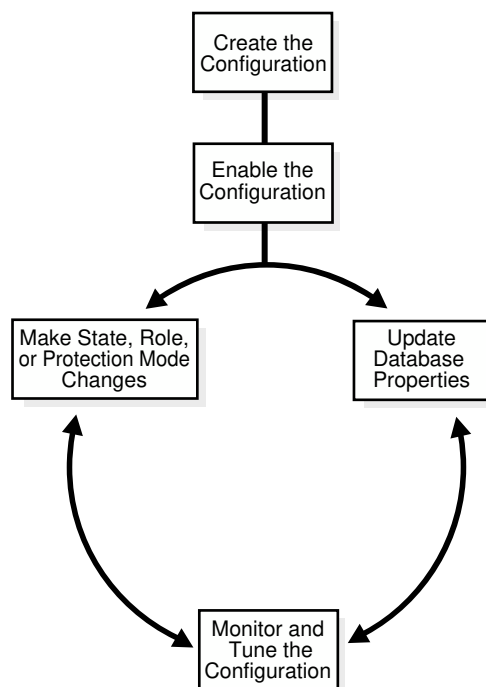 Create the
Configuration
Enable the
Configuration
Make State, Role,
or Protection Mode
Changes
Update
Database
Properties
Monitor and
Tune the
Configuration